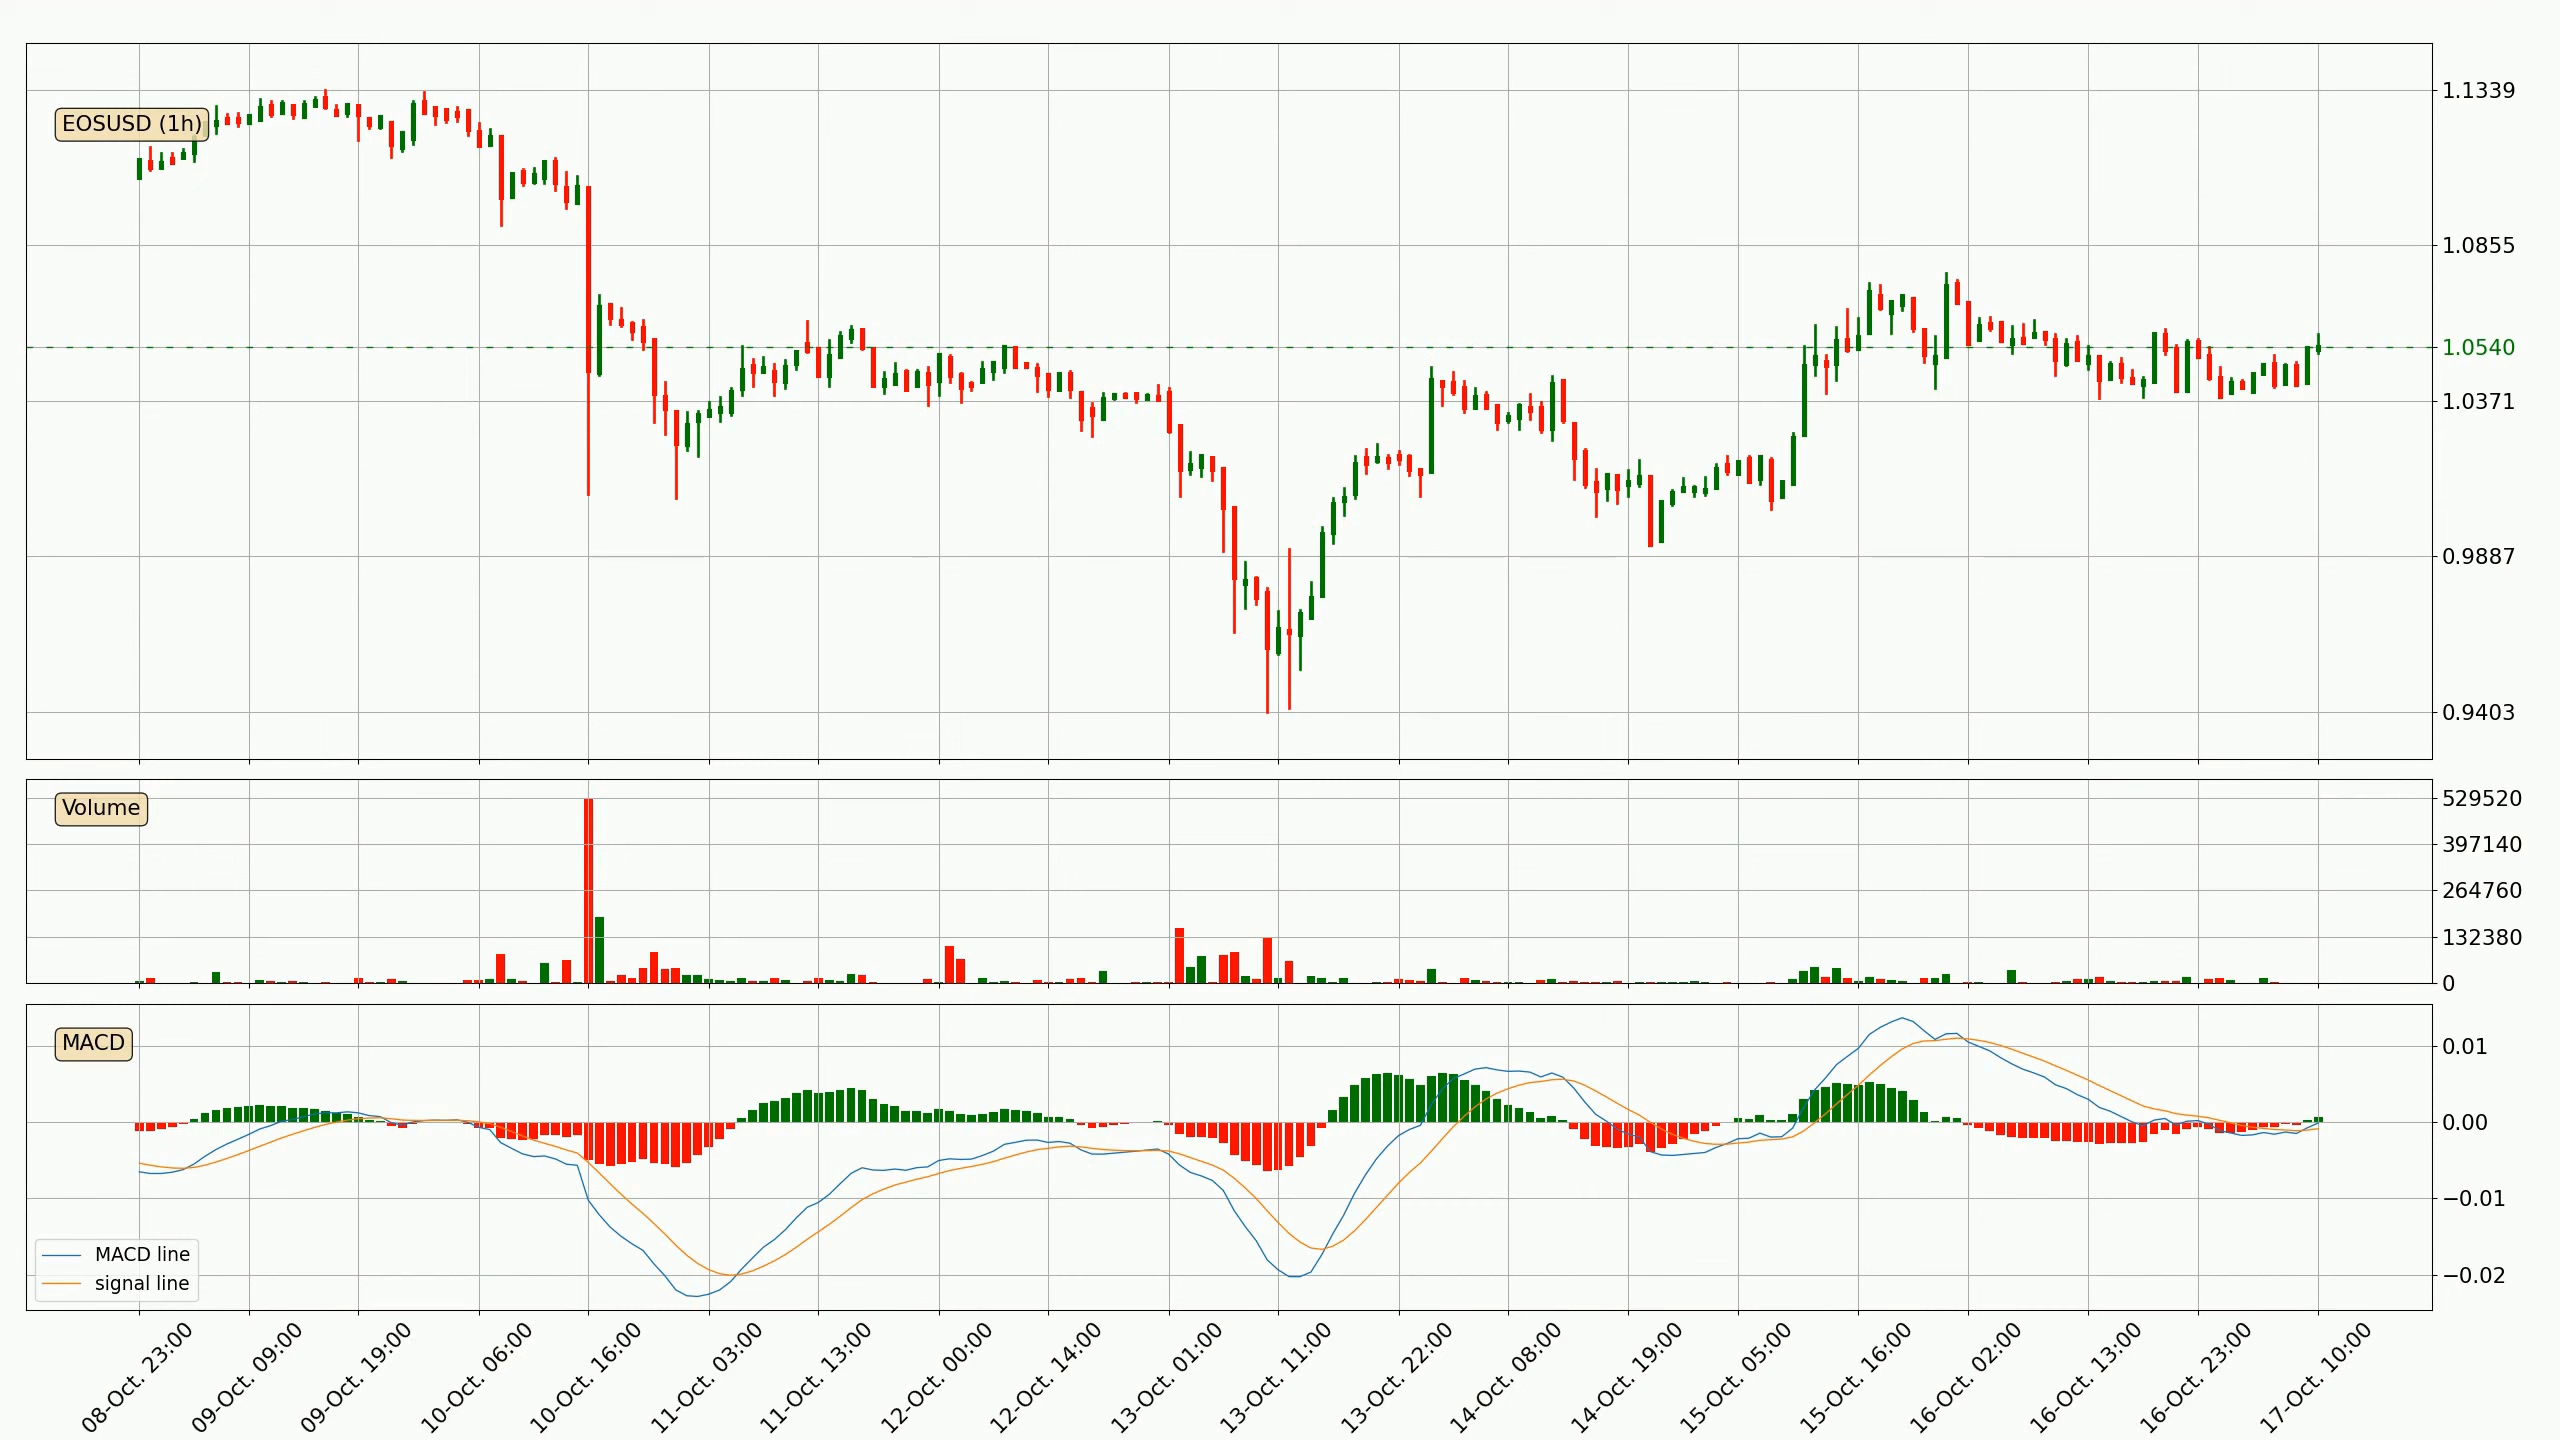 EOSUSD (1h)
1.1339
1.0855
1.0540
1.0371
0.9887
0.9403
Volume
529520
397140
264760
132380
0
MACD
0.01
0.00
−0.01
−0.02
MACD line
signal line
08-Oct. 23:00
09-Oct. 09:00
09-Oct. 19:00
10-Oct. 06:00
10-Oct. 16:00
11-Oct. 03:00
11-Oct. 13:00
12-Oct. 00:00
12-Oct. 14:00
13-Oct. 01:00
13-Oct. 11:00
13-Oct. 22:00
14-Oct. 08:00
14-Oct. 19:00
15-Oct. 05:00
15-Oct. 16:00
16-Oct. 02:00
16-Oct. 13:00
16-Oct. 23:00
17-Oct. 10:00